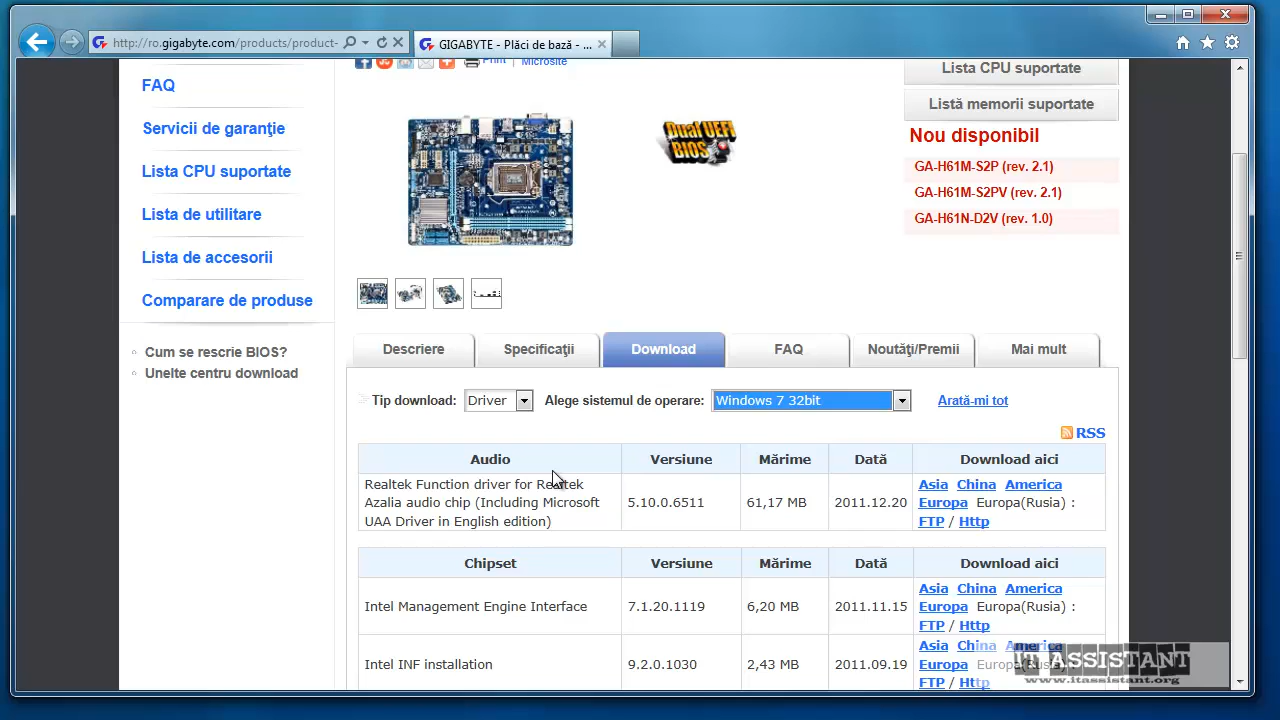 http://ro.gigabyte.com/products/product-
GIGABYTE - Plăci de bază - ...
Print | Microsite
FAQ
Servicii de garanţie
Lista CPU suportate
Lista de utilitare
Lista de accesorii
Comparare de produse
Cum se rescrie BIOS?
Unelte centru download
Dual UEFI
BIOS
Lista CPU suportate
Listă memorii suportate
Nou disponibil
GA-H61M-S2P (rev. 2.1)
GA-H61M-S2PV (rev. 2.1)
GA-H61N-D2V (rev. 1.0)
Descriere Specificaţii Download FAQ Noutăţi/Premii Mai mult
Tip download: Driver Alege sistemul de operare: Windows 7 32bit Arată-mi tot
RSS
Audio Versiune Mărime Dată Download aici
Realtek Function driver for Realtek
Azalia audio chip (Including Microsoft
UAA Driver in English edition)
5.10.0.6511 61,17 MB 2011.12.20
Asia China America
Europa Europa(Rusia) :
FTP / Http
Chipset Versiune Mărime Dată Download aici
Intel Management Engine Interface 7.1.20.1119 6,20 MB 2011.11.15
Asia China America
Europa Europa(Rusia) :
FTP / Http
Intel INF installation 9.2.0.1030 2,43 MB 2011.09.19
Asia China America
Europa Europa(Rusia) :
FTP / Http
IT ASSISTANT
www.itassistant.org